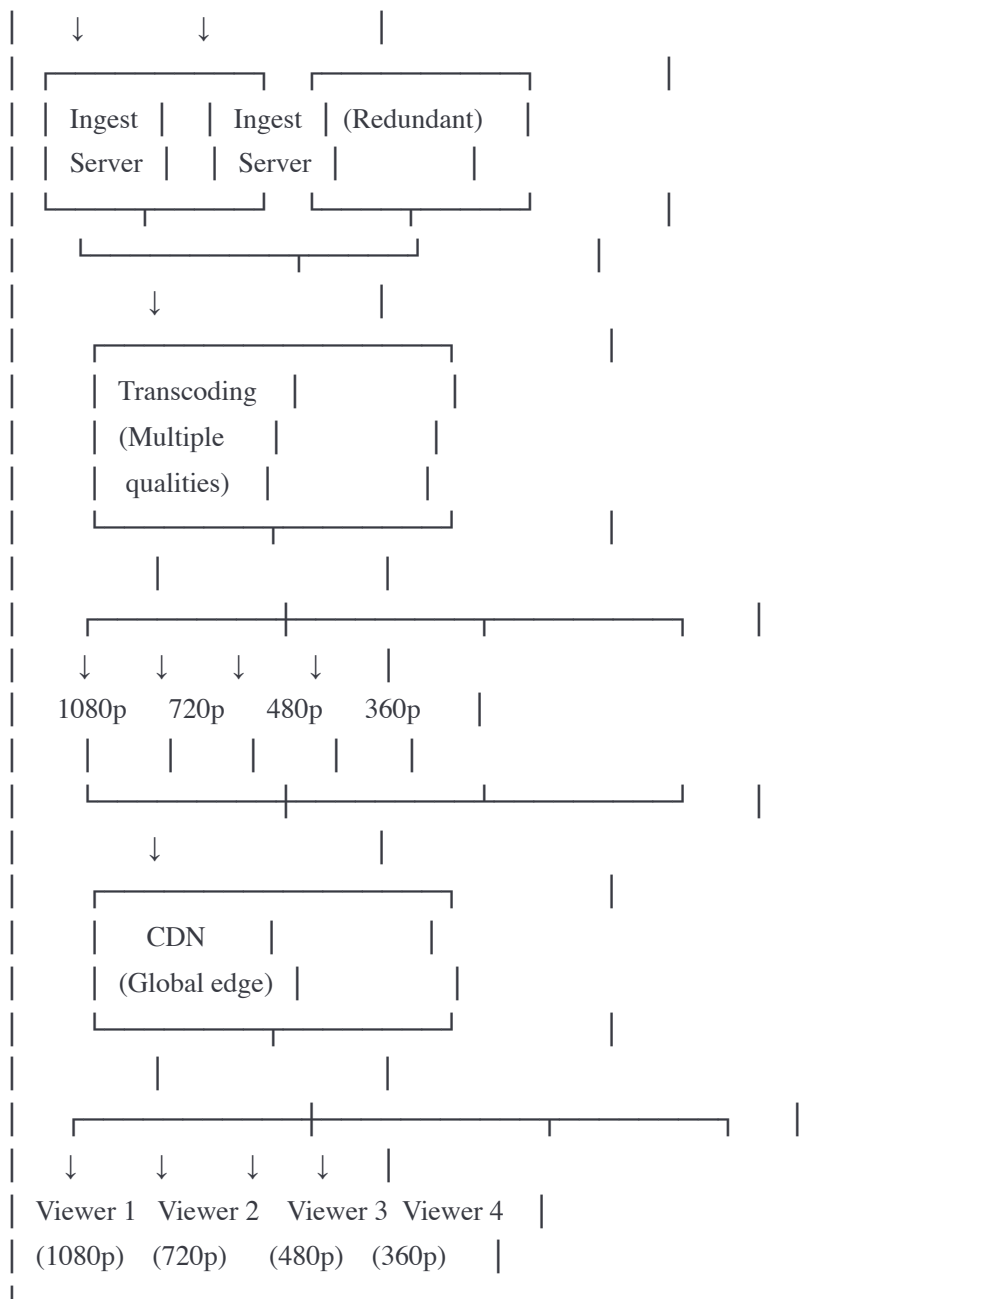 ↓ ↓
Ingest Ingest (Redundant)
Server Server
↓
Transcoding
(Multiple
qualities)
↓ ↓ ↓ ↓
1080p 720p 480p 360p
↓
CDN
(Global edge)
↓ ↓ ↓ ↓
Viewer 1 Viewer 2 Viewer 3 Viewer 4
(1080p) (720p) (480p) (360p)